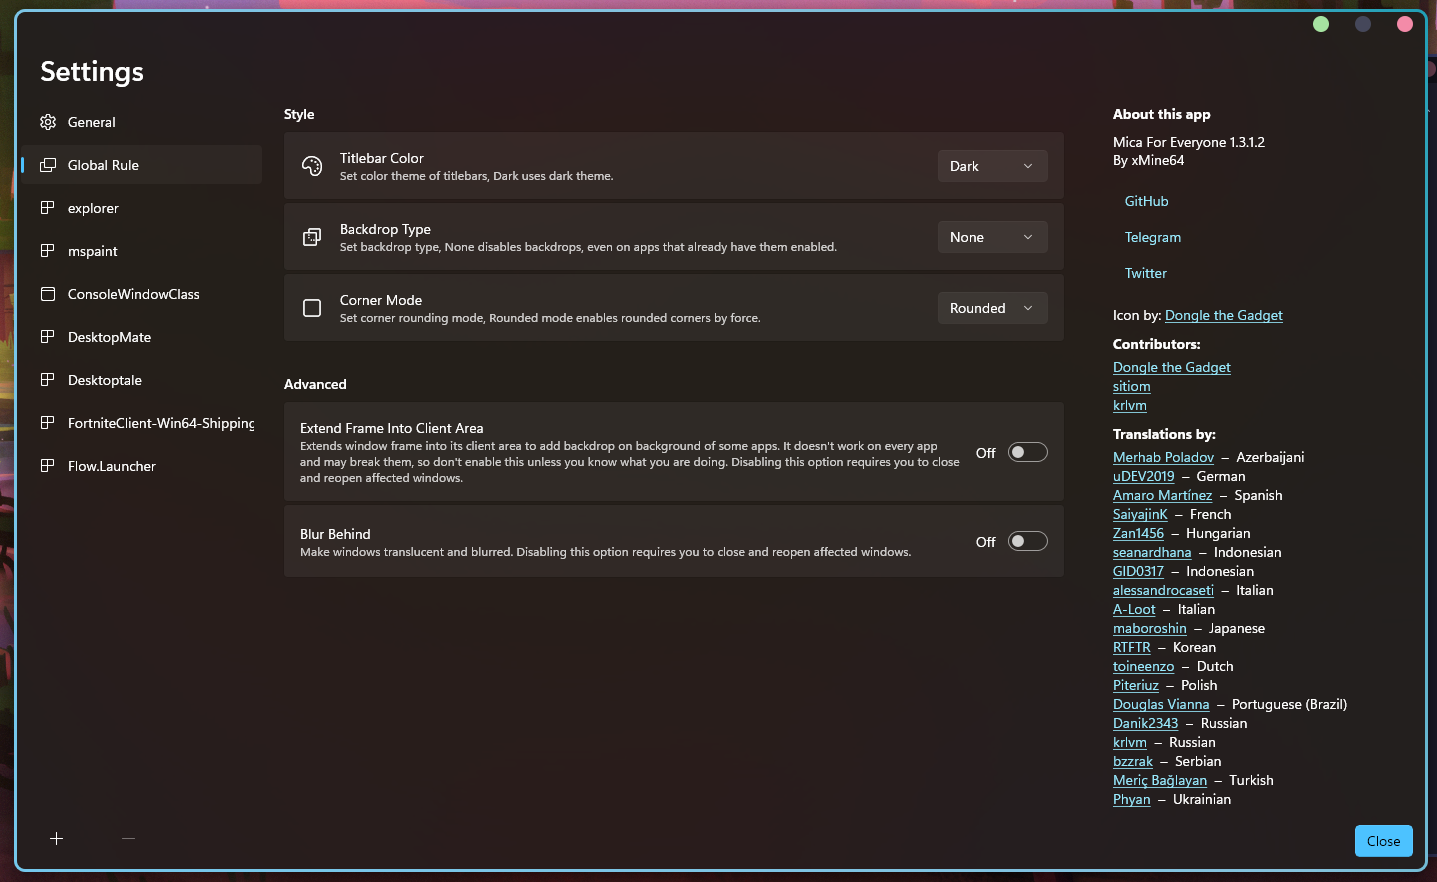 Settings
General
Global Rule
explorer
mspaint
ConsoleWindowClass
DesktopMate
Desktoptale
FortniteClient-Win64-Shipping
Flow.Launcher
Style
Titlebar Color
Set color theme of titlebars, Dark uses dark theme.
Dark
Backdrop Type
Set backdrop type, None disables backdrops, even on apps that already have them enabled.
None
Corner Mode
Set corner rounding mode, Rounded mode enables rounded corners by force.
Rounded
Advanced
Extend Frame Into Client Area
Extends window frame into its client area to add backdrop on background of some apps. It doesn't work on every app
and may break them, so don't enable this unless you know what you are doing. Disabling this option requires you to close
and reopen affected windows.
Off
Blur Behind
Make windows translucent and blurred. Disabling this option requires you to close and reopen affected windows.
Off
About this app
Mica For Everyone 1.3.1.2
By xMine64
GitHub
Telegram
Twitter
Icon by: Dongle the Gadget
Contributors:
Dongle the Gadget
sitiom
krlvm
Translations by:
Merhab Poladov – Azerbaijani
uDEV2019 – German
Amaro Martínez – Spanish
SaiyajinK – French
Zan1456 – Hungarian
seanardhana – Indonesian
GID0317 – Indonesian
alessandrocaseti – Italian
A-Loot – Italian
maboroshin – Japanese
RTFTR – Korean
toineenzo – Dutch
Piteriuz – Polish
Douglas Vianna – Portuguese (Brazil)
Danik2343 – Russian
krlvm – Russian
bzzrak – Serbian
Meriç Bağlayan – Turkish
Phyan – Ukrainian
Close